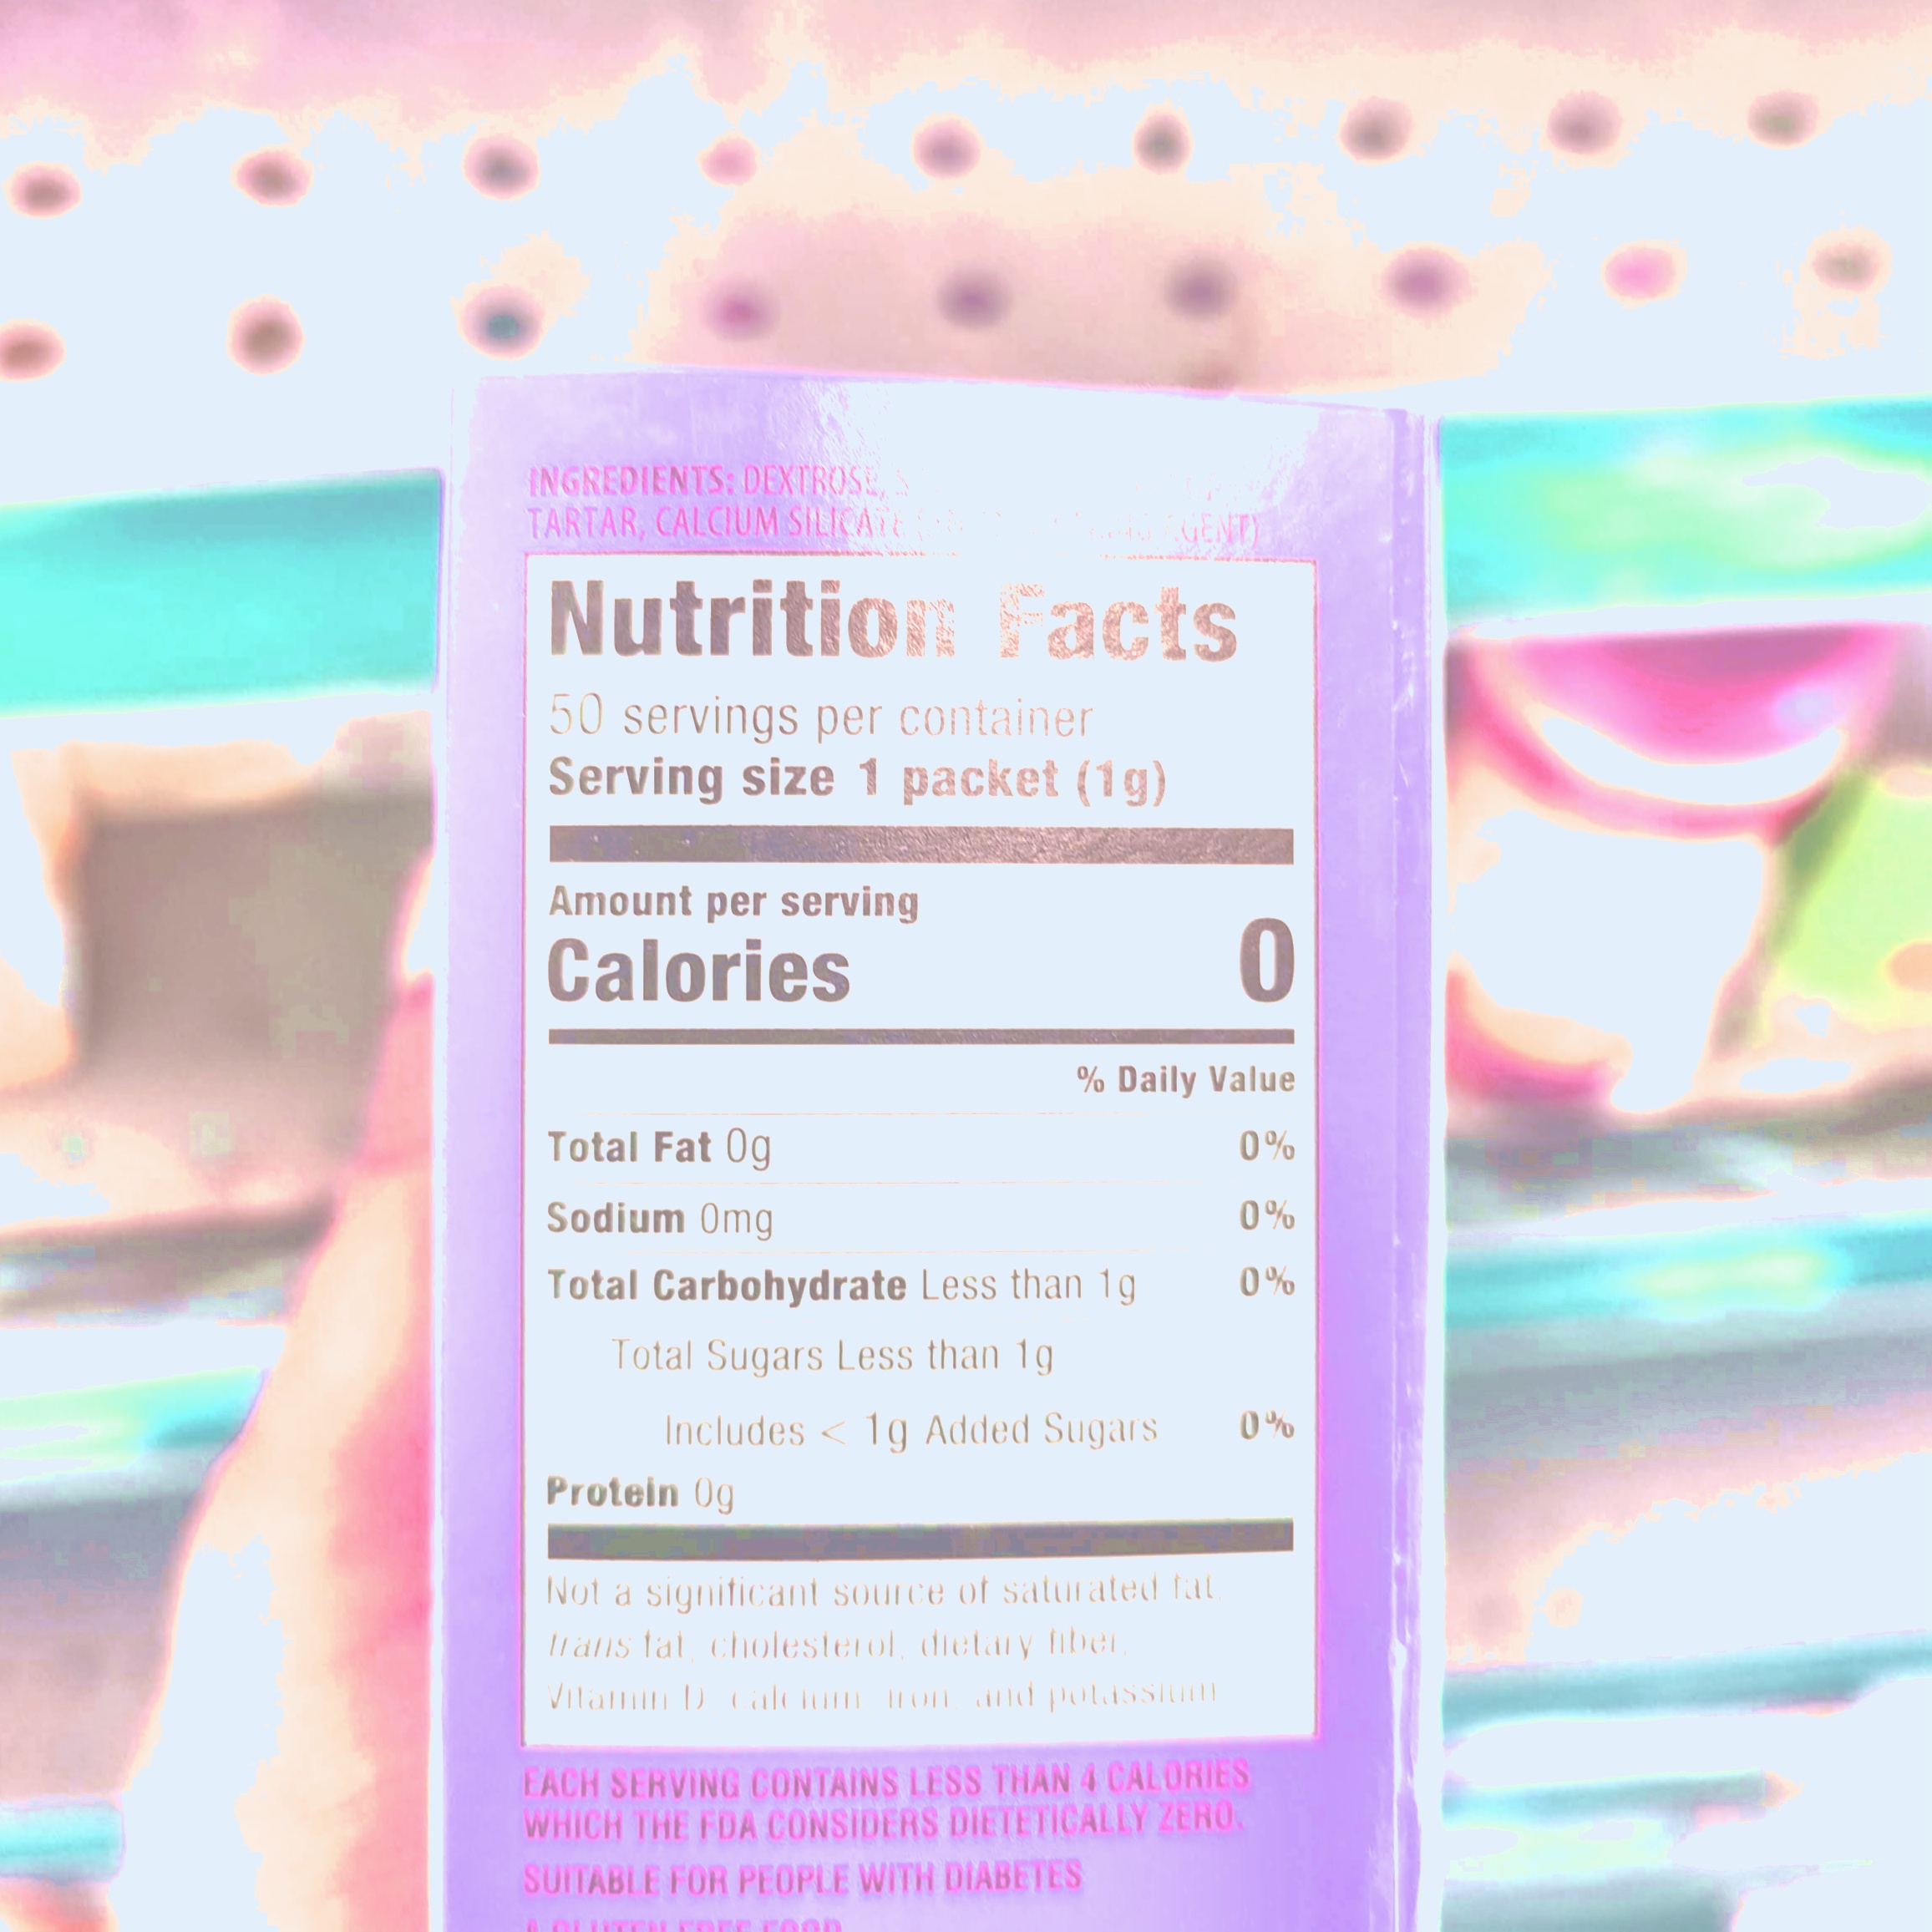 INGREDIENTS: DEXTROSE,
TARTAR, CALCIUM SILICATE AGENT)
Nutrition Facts
50 servings per container
Serving size 1 packet (1g)
Amount per serving
Calories 0
% Daily Value
Total Fat 0g 0%
Sodium 0mg 0%
Total Carbohydrate Less than 1g 0%
Total Sugars Less than 1g
Includes < 1g Added Sugars 0%
Protein 0g
Not a significant source of saturated fat,
trans fat, cholesterol, dietary fiber,
Vitamin D, calcium, iron, and potassium
EACH SERVING CONTAINS LESS THAN 4 CALORIES
WHICH THE FDA CONSIDERS DIETETICALLY ZERO.
SUITABLE FOR PEOPLE WITH DIABETES
A GLUTEN FREE FOOD